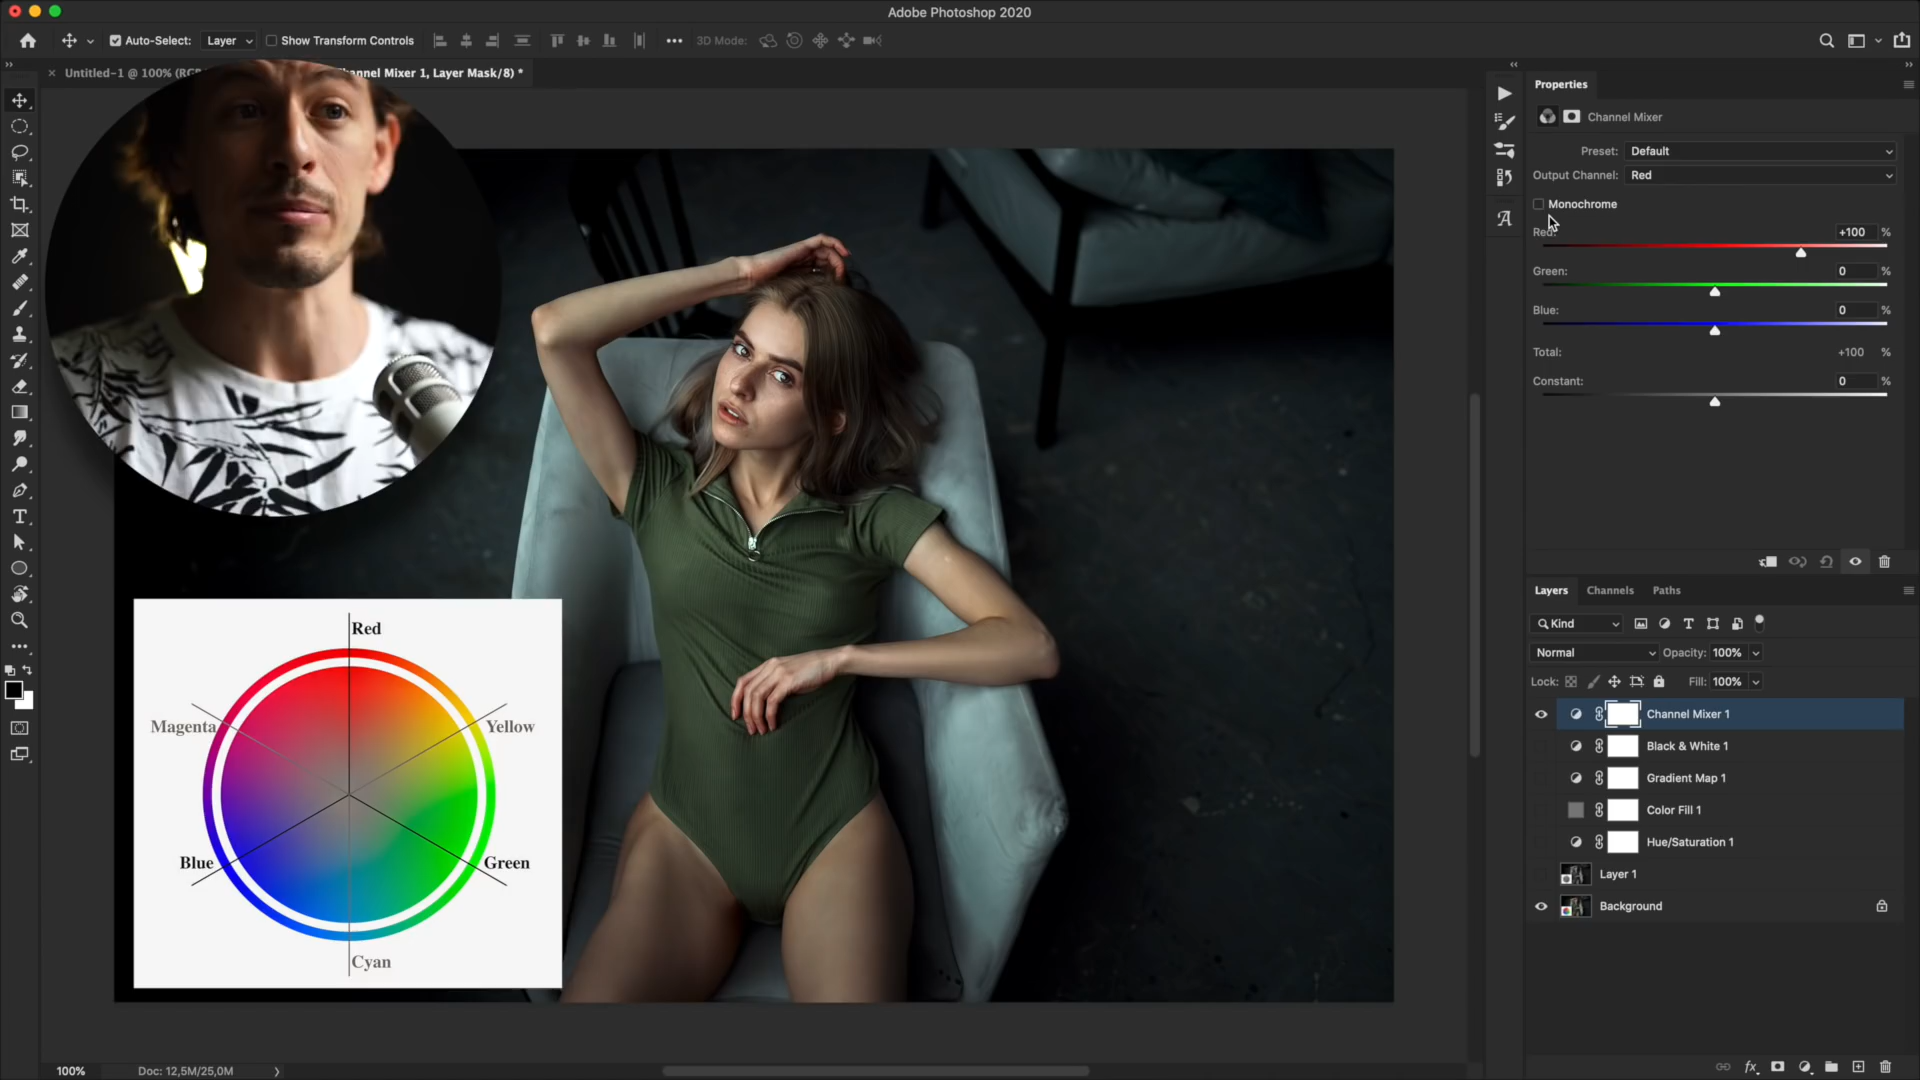 Adobe Photoshop 2020
Auto-Select: Layer Show Transform Controls 3D Mode:
Untitled-1 @ 100% (RG
hannel Mixer 1, Layer Mask/8) *
Properties
Channel Mixer
Preset: Default
Output Channel: Red
Monochrome
Red: +100 %
Green: 0 %
Blue: 0 %
Total: +100 %
Constant: 0 %
Layers Channels Paths
Kind
Normal Opacity: 100%
Lock: Fill: 100%
Channel Mixer 1
Black & White 1
Gradient Map 1
Color Fill 1
Hue/Saturation 1
Layer 1
Background
Red
Magenta
Yellow
Blue
Green
Cyan
100% Doc: 12,5M/25,0M